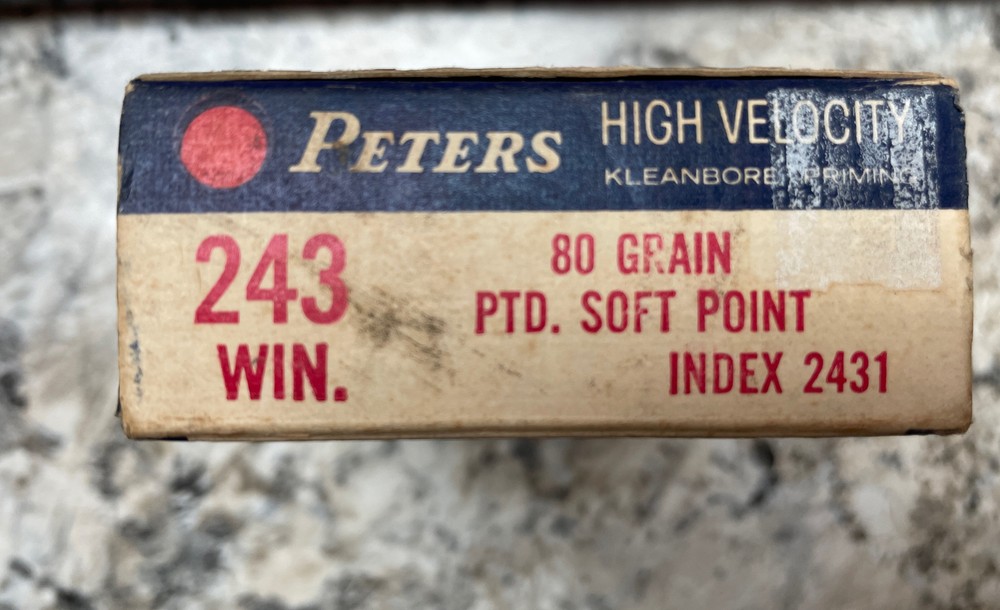 PETERS HIGH VELOCITY
KLEANBORE PRIMING
243 80 GRAIN
PTD. SOFT POINT
WIN. INDEX 2431